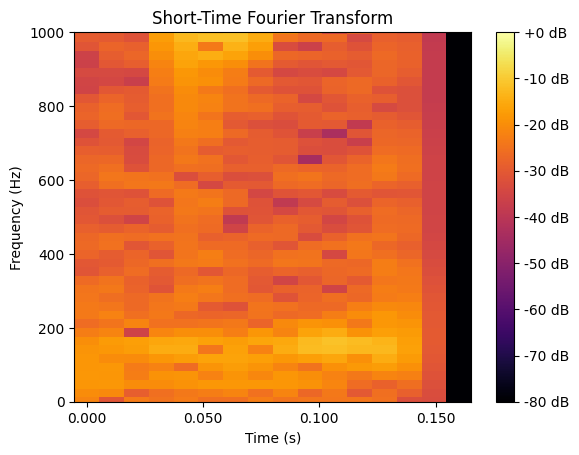 Short-Time Fourier Transform
1000
800
600
400
200
0
Frequency (Hz)
0.000
0.050
0.100
0.150
Time (s)
+0 dB
-10 dB
-20 dB
-30 dB
-40 dB
-50 dB
-60 dB
-70 dB
-80 dB